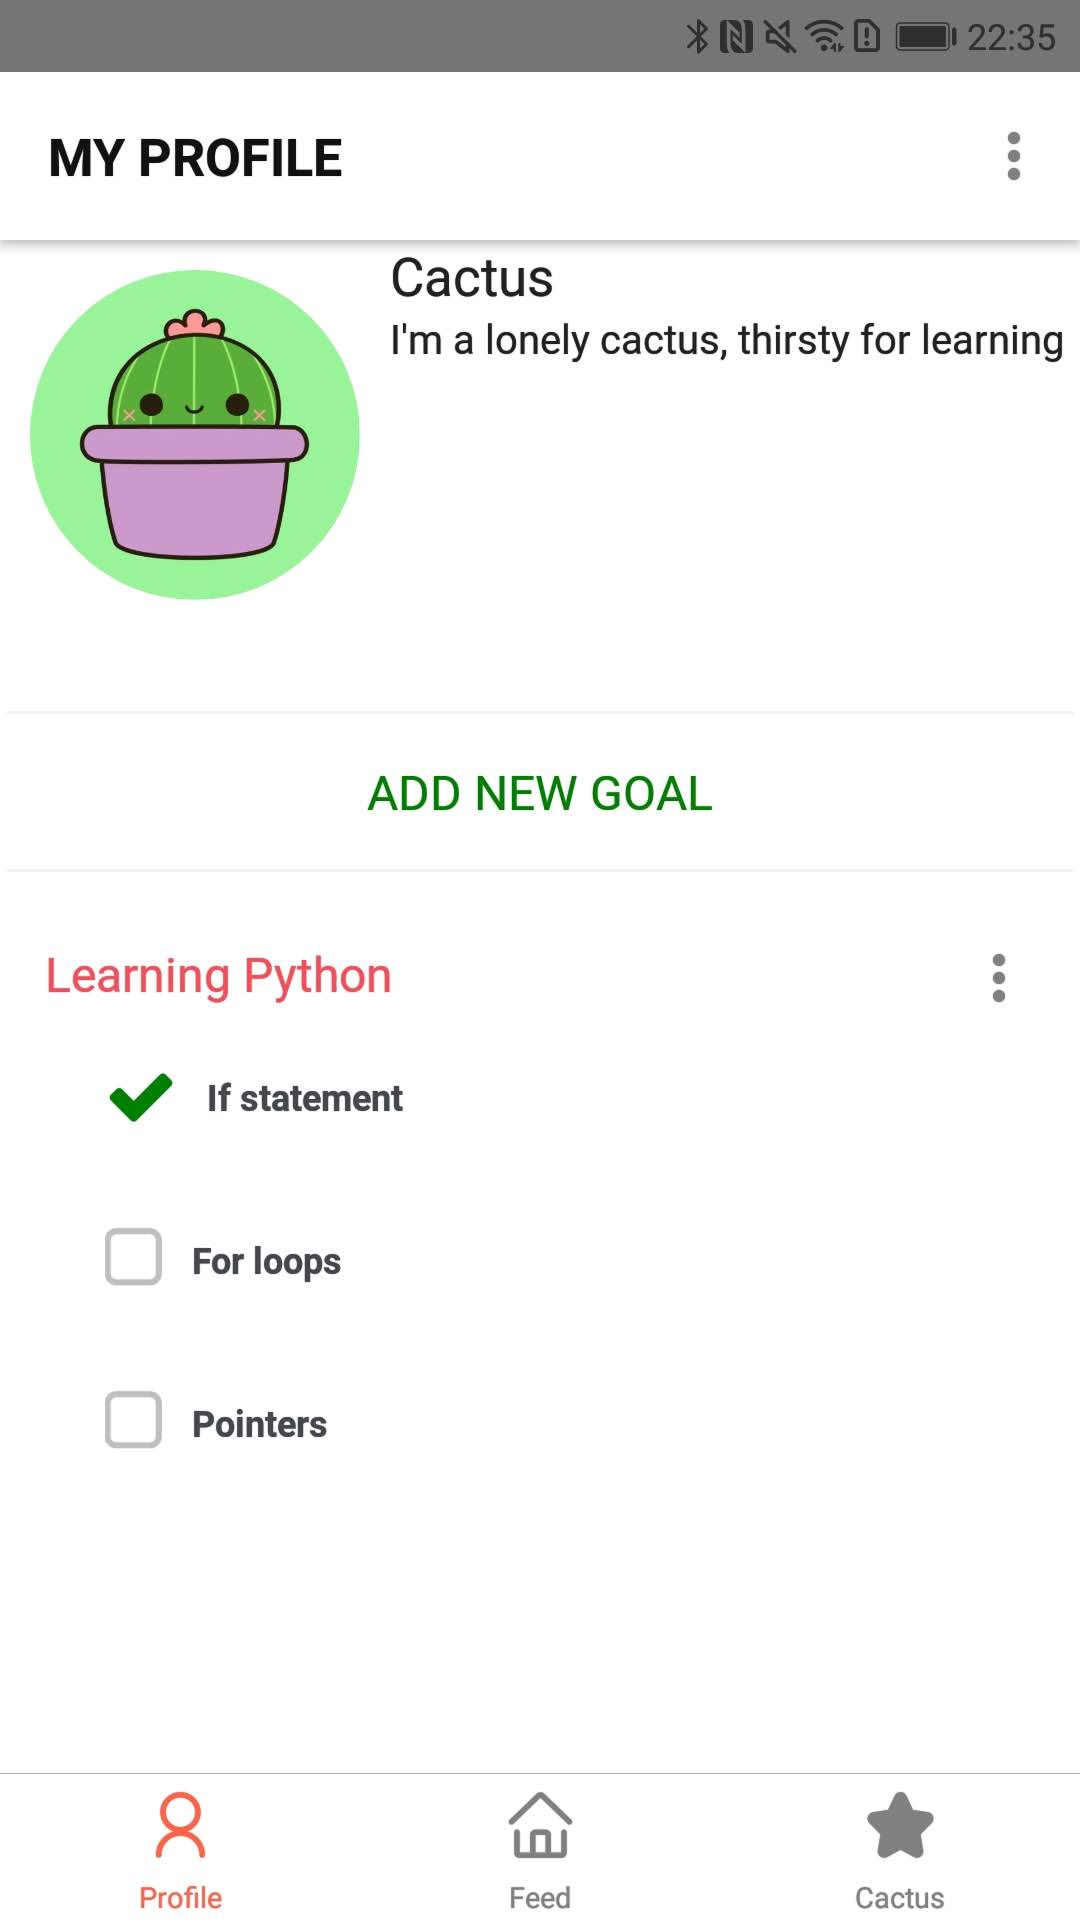 22:35
MY PROFILE
Cactus
I'm a lonely cactus, thirsty for learning
ADD NEW GOAL
Learning Python
If statement
For loops
Pointers
Profile
Feed
Cactus